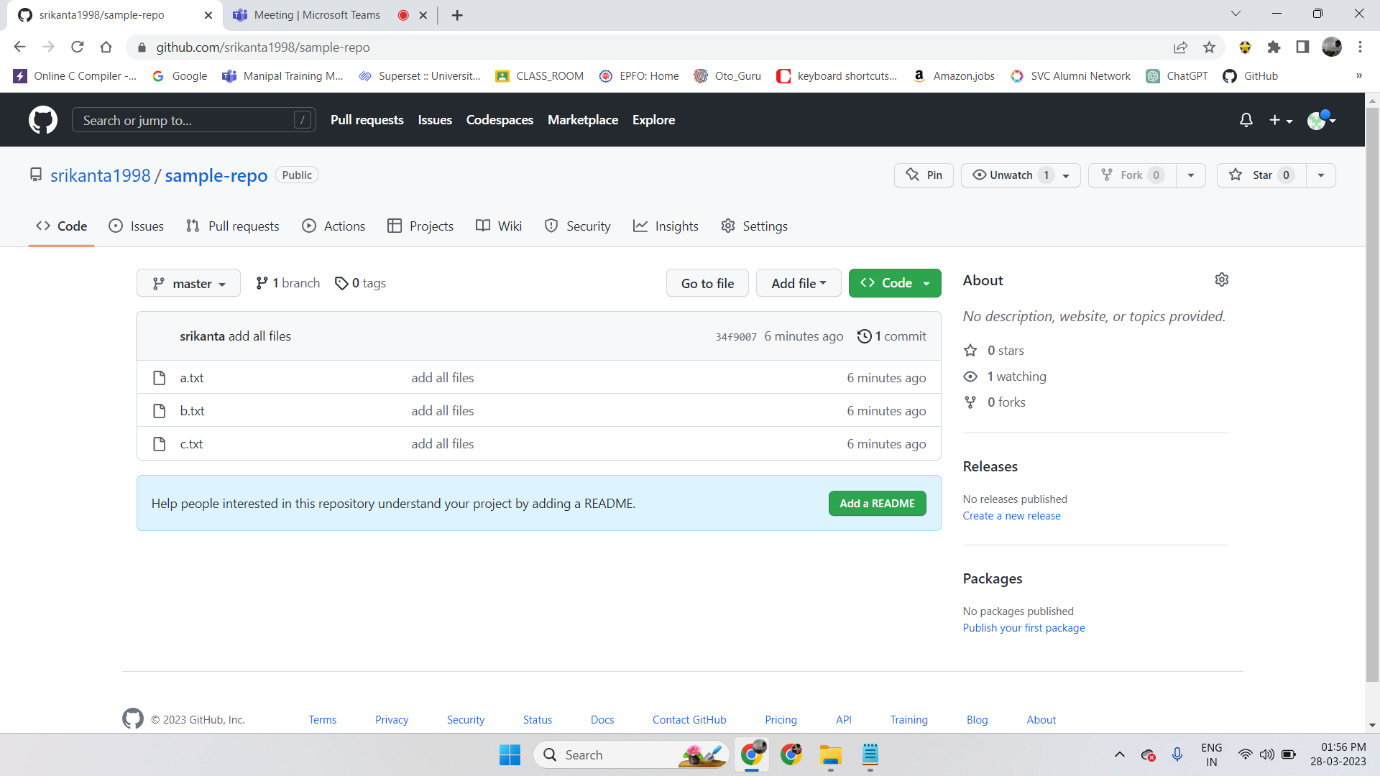 srikanta1998/sample-repo
Meeting | Microsoft Teams
github.com/srikanta1998/sample-repo
Online C Compiler -... Google Manipal Training M... Superset :: Universit... CLASS_ROOM EPFO: Home Oto_Guru keyboard shortcuts... Amazon.jobs SVC Alumni Network ChatGPT GitHub »
Search or jump to... / Pull requests Issues Codespaces Marketplace Explore
srikanta1998 / sample-repo Public Pin Unwatch 1 Fork 0 Star 0
Code Issues Pull requests Actions Projects Wiki Security Insights Settings
master 1 branch 0 tags Go to file Add file Code
srikanta add all files 34f9007 6 minutes ago 1 commit
a.txt add all files 6 minutes ago
b.txt add all files 6 minutes ago
c.txt add all files 6 minutes ago
Help people interested in this repository understand your project by adding a README. Add a README
About
No description, website, or topics provided.
0 stars
1 watching
0 forks
Releases
No releases published
Create a new release
Packages
No packages published
Publish your first package
© 2023 GitHub, Inc. Terms Privacy Security Status Docs Contact GitHub Pricing API Training Blog About
Search
ENG
IN
01:56 PM
28-03-2023